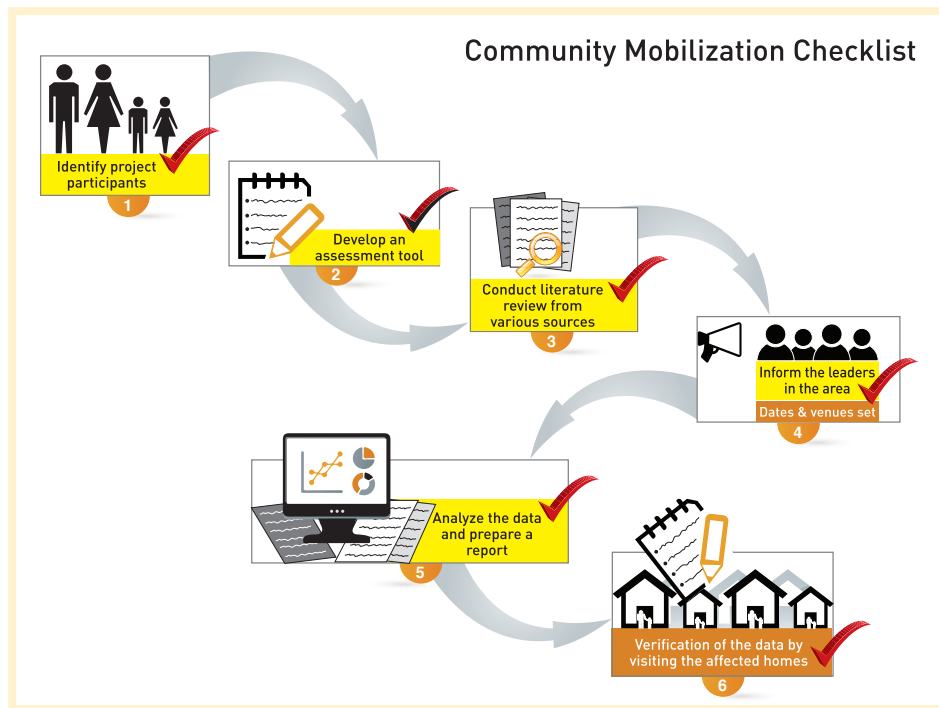 Community Mobilization Checklist
Identify project
participants
1
Develop an
assessment tool
2
Conduct literature
review from
various sources
3
Inform the leaders
in the area
Dates & venues set
4
Analyze the data
and prepare a
report
5
Verification of the data by
visiting the affected homes
6